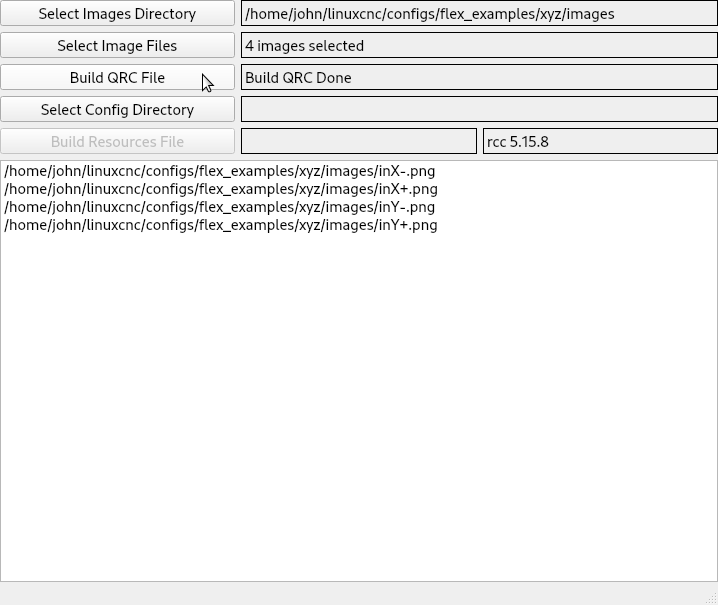 Select Images Directory /home/john/linuxcnc/configs/flex_examples/xyz/images
Select Image Files 4 images selected
Build QRC File Build QRC Done
Select Config Directory
Build Resources File rcc 5.15.8
/home/john/linuxcnc/configs/flex_examples/xyz/images/inX-.png
/home/john/linuxcnc/configs/flex_examples/xyz/images/inX+.png
/home/john/linuxcnc/configs/flex_examples/xyz/images/inY-.png
/home/john/linuxcnc/configs/flex_examples/xyz/images/inY+.png